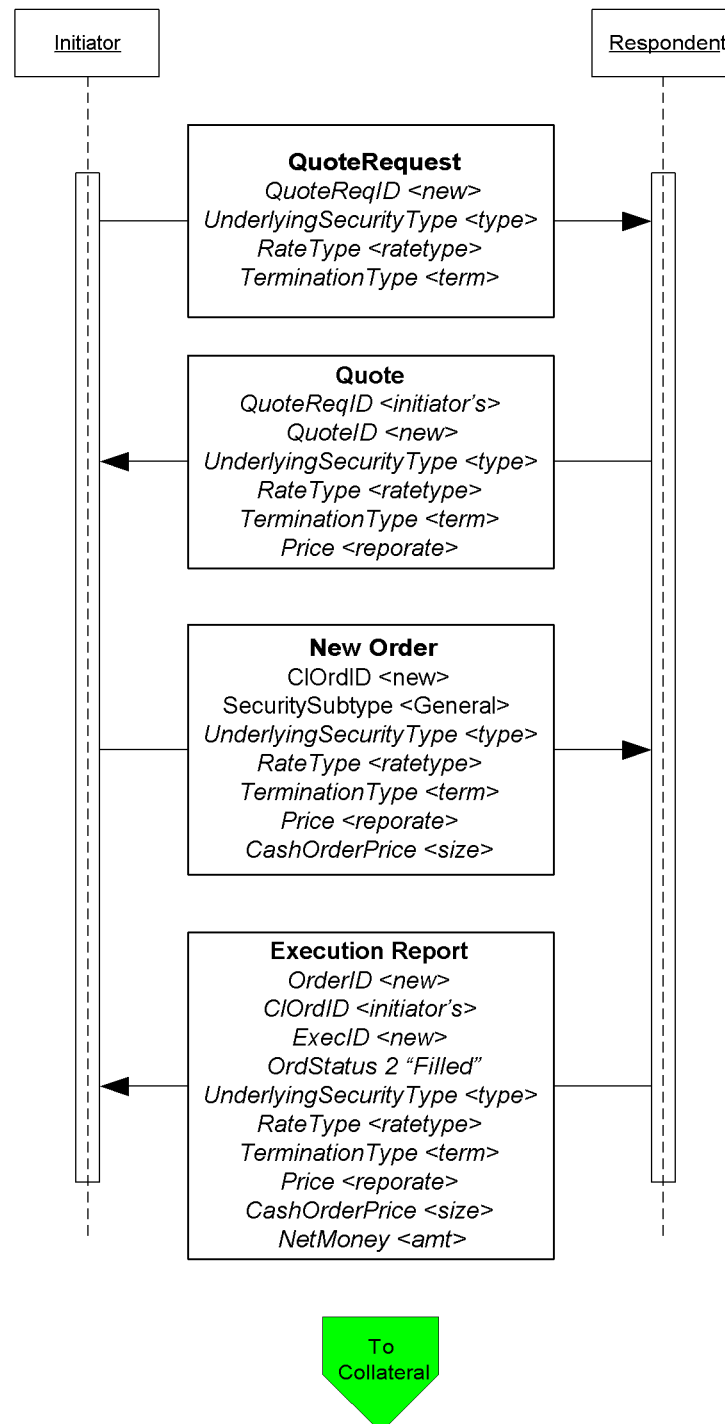 Initiator
Respondent
QuoteRequest
QuoteReqID <new>
UnderlyingSecurityType <type>
RateType <ratetype>
TerminationType <term>
Quote
QuoteReqID <initiator's>
QuoteID <new>
UnderlyingSecurityType <type>
RateType <ratetype>
TerminationType <term>
Price <reporate>
New Order
ClOrdID <new>
SecuritySubtype <General>
UnderlyingSecurityType <type>
RateType <ratetype>
TerminationType <term>
Price <reporate>
CashOrderPrice <size>
Execution Report
OrderID <new>
ClOrdID <initiator's>
ExecID <new>
OrdStatus 2 “Filled”
UnderlyingSecurityType <type>
RateType <ratetype>
TerminationType <term>
Price <reporate>
CashOrderPrice <size>
NetMoney <amt>
To
Collateral